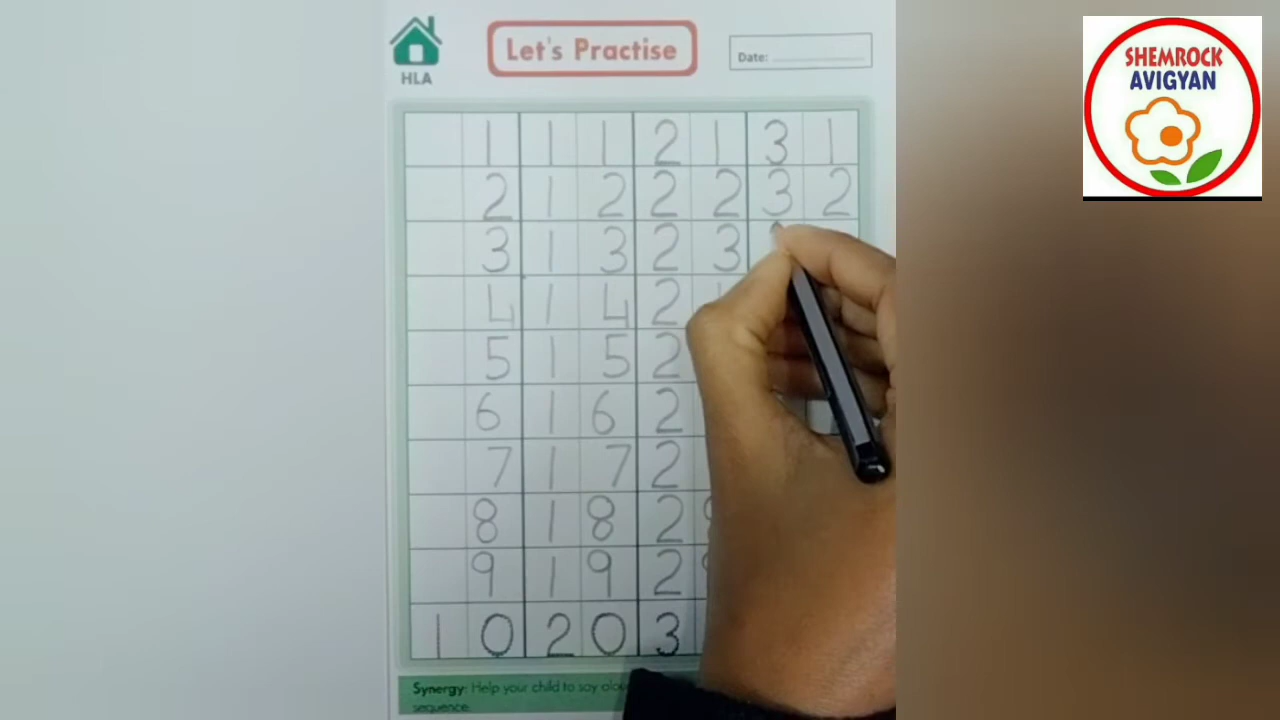 HLA
Let's Practise
Date:
SHEMROCK
AVIGYAN
1 1 1 2 1 3 1
2 1 2 2 2 3 2
3 1 3 2 3
4 1 4 2
5 1 5 2
6 1 6 2
7 1 7 2
8 1 8 2
9 1 9 2
1 0 2 0 3
Synergy: Help your child to say
sequence.